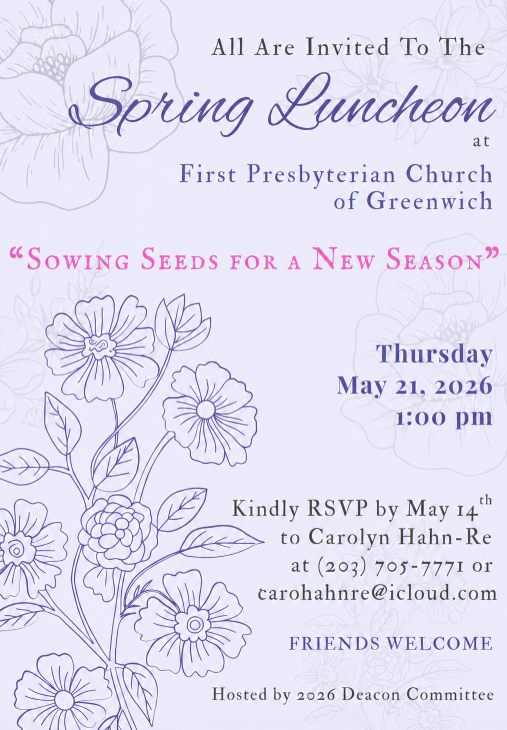 All Are Invited To The
Spring Luncheon
at
First Presbyterian Church
of Greenwich
“Sowing Seeds for a New Season”
Thursday
May 21, 2026
1:00 pm
Kindly RSVP by May 14th
to Carolyn Hahn-Re
at (203) 705-7771 or
carohahnre@icloud.com
FRIENDS WELCOME
Hosted by 2026 Deacon Committee